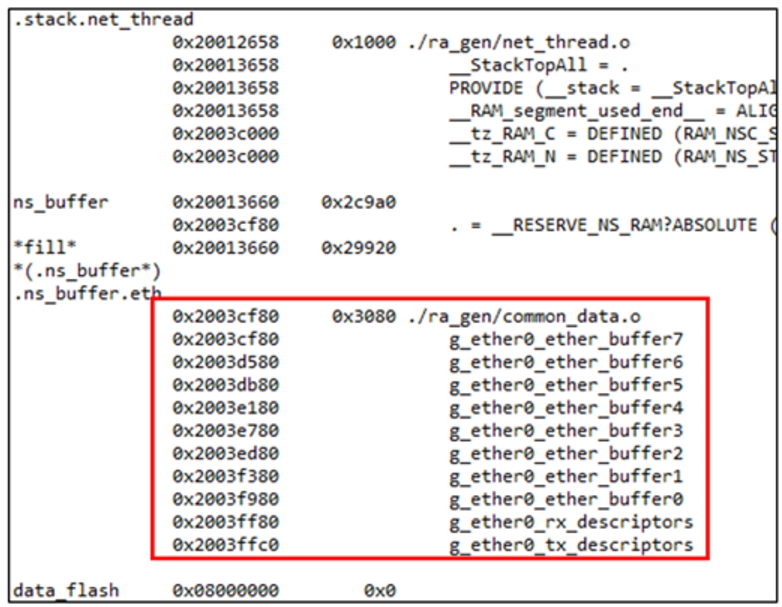 .stack.net_thread
0x20012658 0x1000 ./ra_gen/net_thread.o
0x20013658 __StackTopAll = .
0x20013658 PROVIDE (__stack = __StackTopAl
0x20013658 __RAM_segment_used_end__ = ALIG
0x2003c000 __tz_RAM_C = DEFINED (RAM_NSC_S
0x2003c000 __tz_RAM_N = DEFINED (RAM_NS_ST
ns_buffer 0x20013660 0x2c9a0
0x2003cf80 . = __RESERVE_NS_RAM?ABSOLUTE (
*fill* 0x20013660 0x29920
*(.ns_buffer*)
.ns_buffer.eth
0x2003cf80 0x3080 ./ra_gen/common_data.o
0x2003cf80 g_ether0_ether_buffer7
0x2003d580 g_ether0_ether_buffer6
0x2003db80 g_ether0_ether_buffer5
0x2003e180 g_ether0_ether_buffer4
0x2003e780 g_ether0_ether_buffer3
0x2003ed80 g_ether0_ether_buffer2
0x2003f380 g_ether0_ether_buffer1
0x2003f980 g_ether0_ether_buffer0
0x2003ff80 g_ether0_rx_descriptors
0x2003ffc0 g_ether0_tx_descriptors
data_flash 0x08000000 0x0